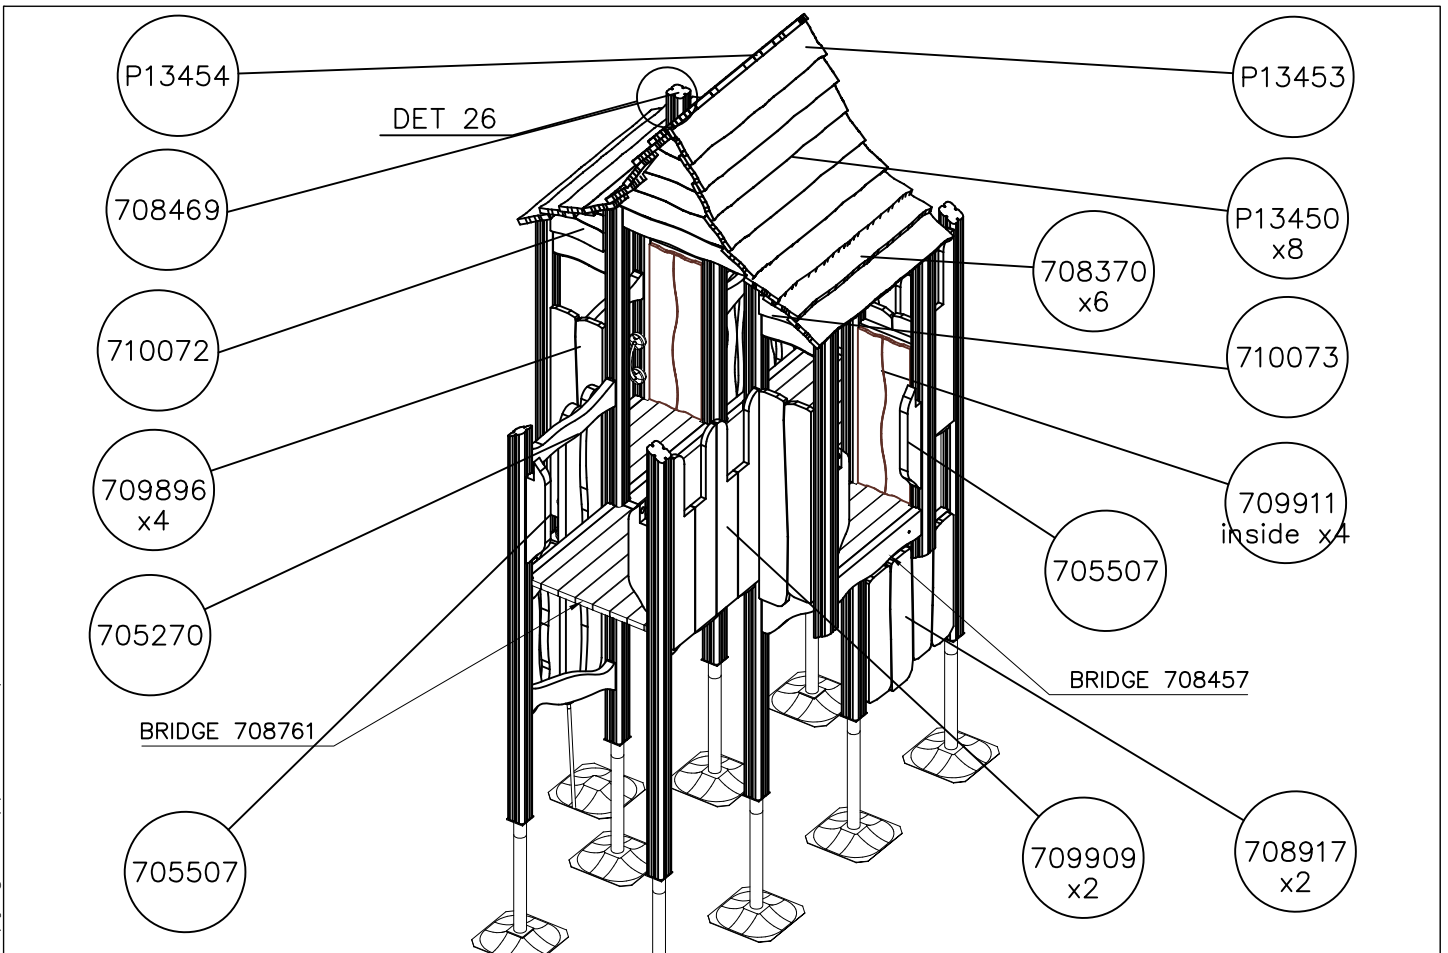 P13454
P13453
DET 26
708469
P13450
x8
708370
x6
710072
710073
709896
x4
709911
inside x4
705507
705270
BRIDGE 708457
BRIDGE 708761
705507
709909
x2
708917
x2